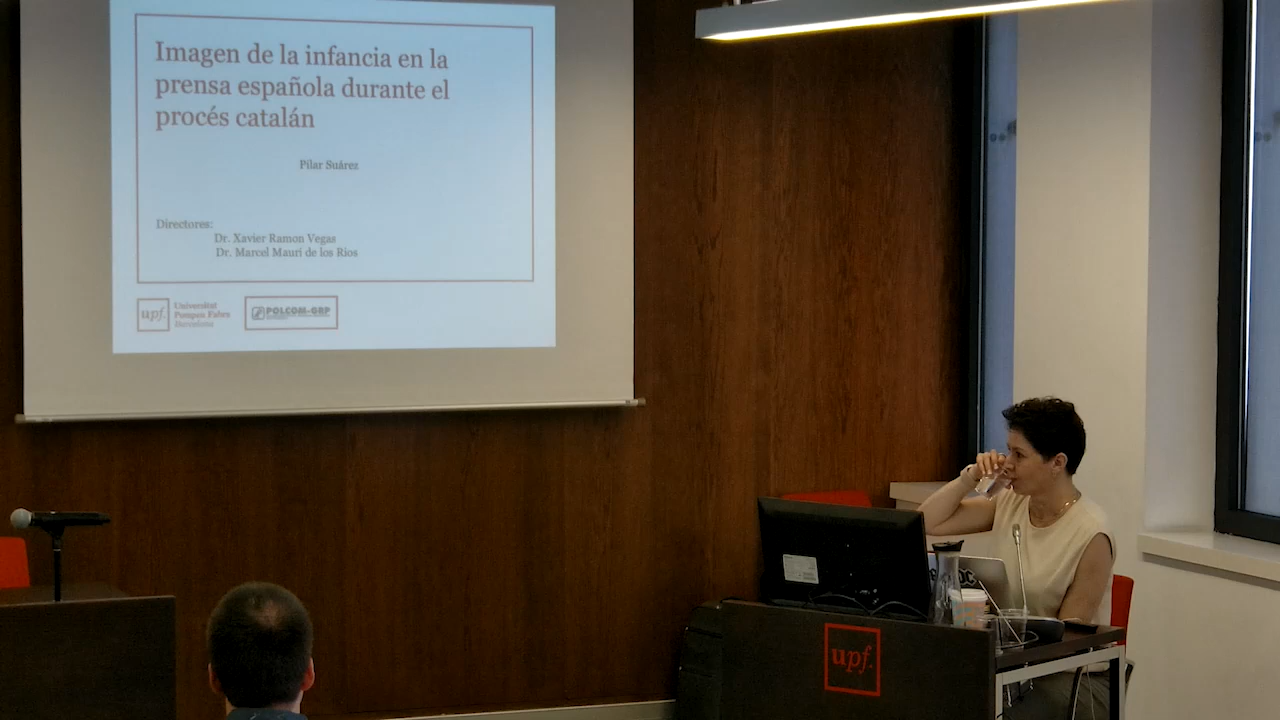 Imagen de la infancia en la
prensa española durante el
procés catalán
Pilar Suárez
Directores:
Dr. Xavier Ramon Vegas
Dr. Marcel Mauri de los Rios
upf.
Universitat
Pompeu Fabra
Barcelona
POLCOM-GRP
upf.